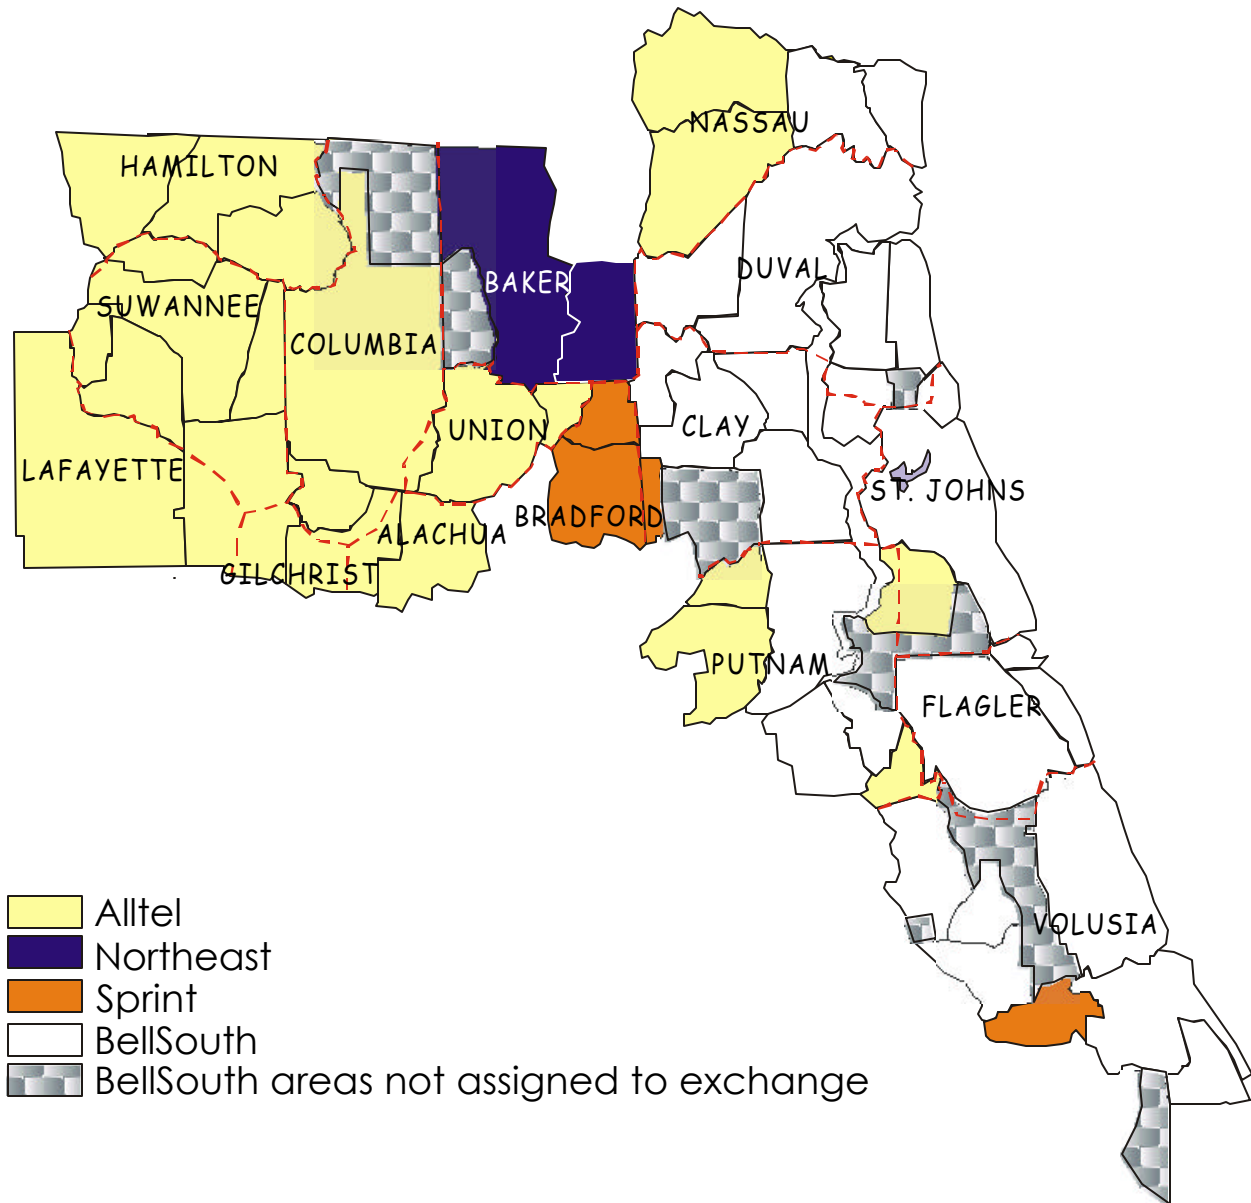 NASSAU
HAMILTON
DUVAL
BAKER
SUWANNEE
COLUMBIA
CLAY
UNION
LAFAYETTE
ST. JOHNS
BRADFORD
ALACHUA
GILCHRIST
PUTNAM
FLAGLER
VOLUSIA
Alltel
Northeast
Sprint
BellSouth
BellSouth areas not assigned to exchange